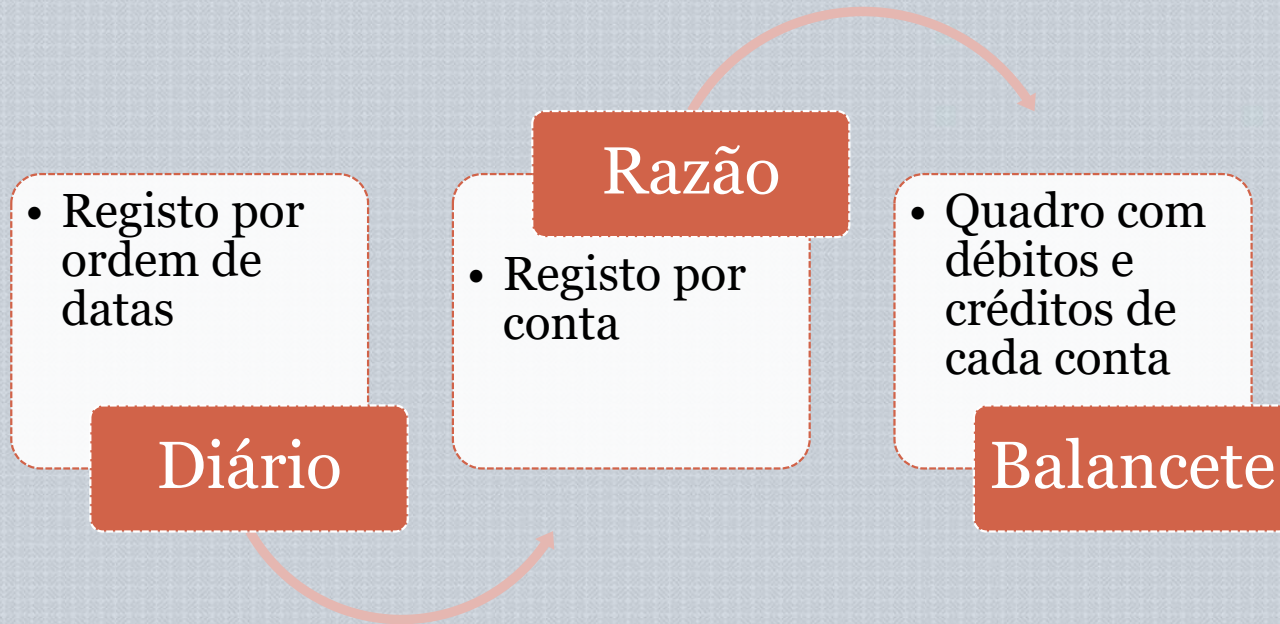 • Registo por
ordem de
datas
Diário
Razão
• Registo por
conta
• Quadro com
débitos e
créditos de
cada conta
Balancete